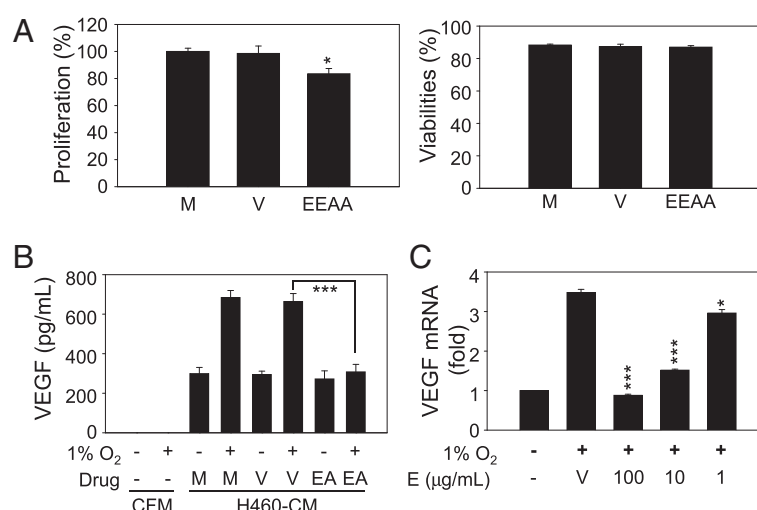 A
Proliferation (%)
120
100
80
60
40
20
0
M V EEAA
*
Viabilities (%)
100
80
60
40
20
0
M V EEAA
B
VEGF (pg/mL)
800
600
400
200
0
***
1% O2 - + - + - + - +
Drug - - M M V V EA EA
CFM H460-CM
C
VEGF mRNA
(fold)
4
3
2
1
0
***
***
*
1% O2 - + + + +
E (μg/mL) - V 100 10 1